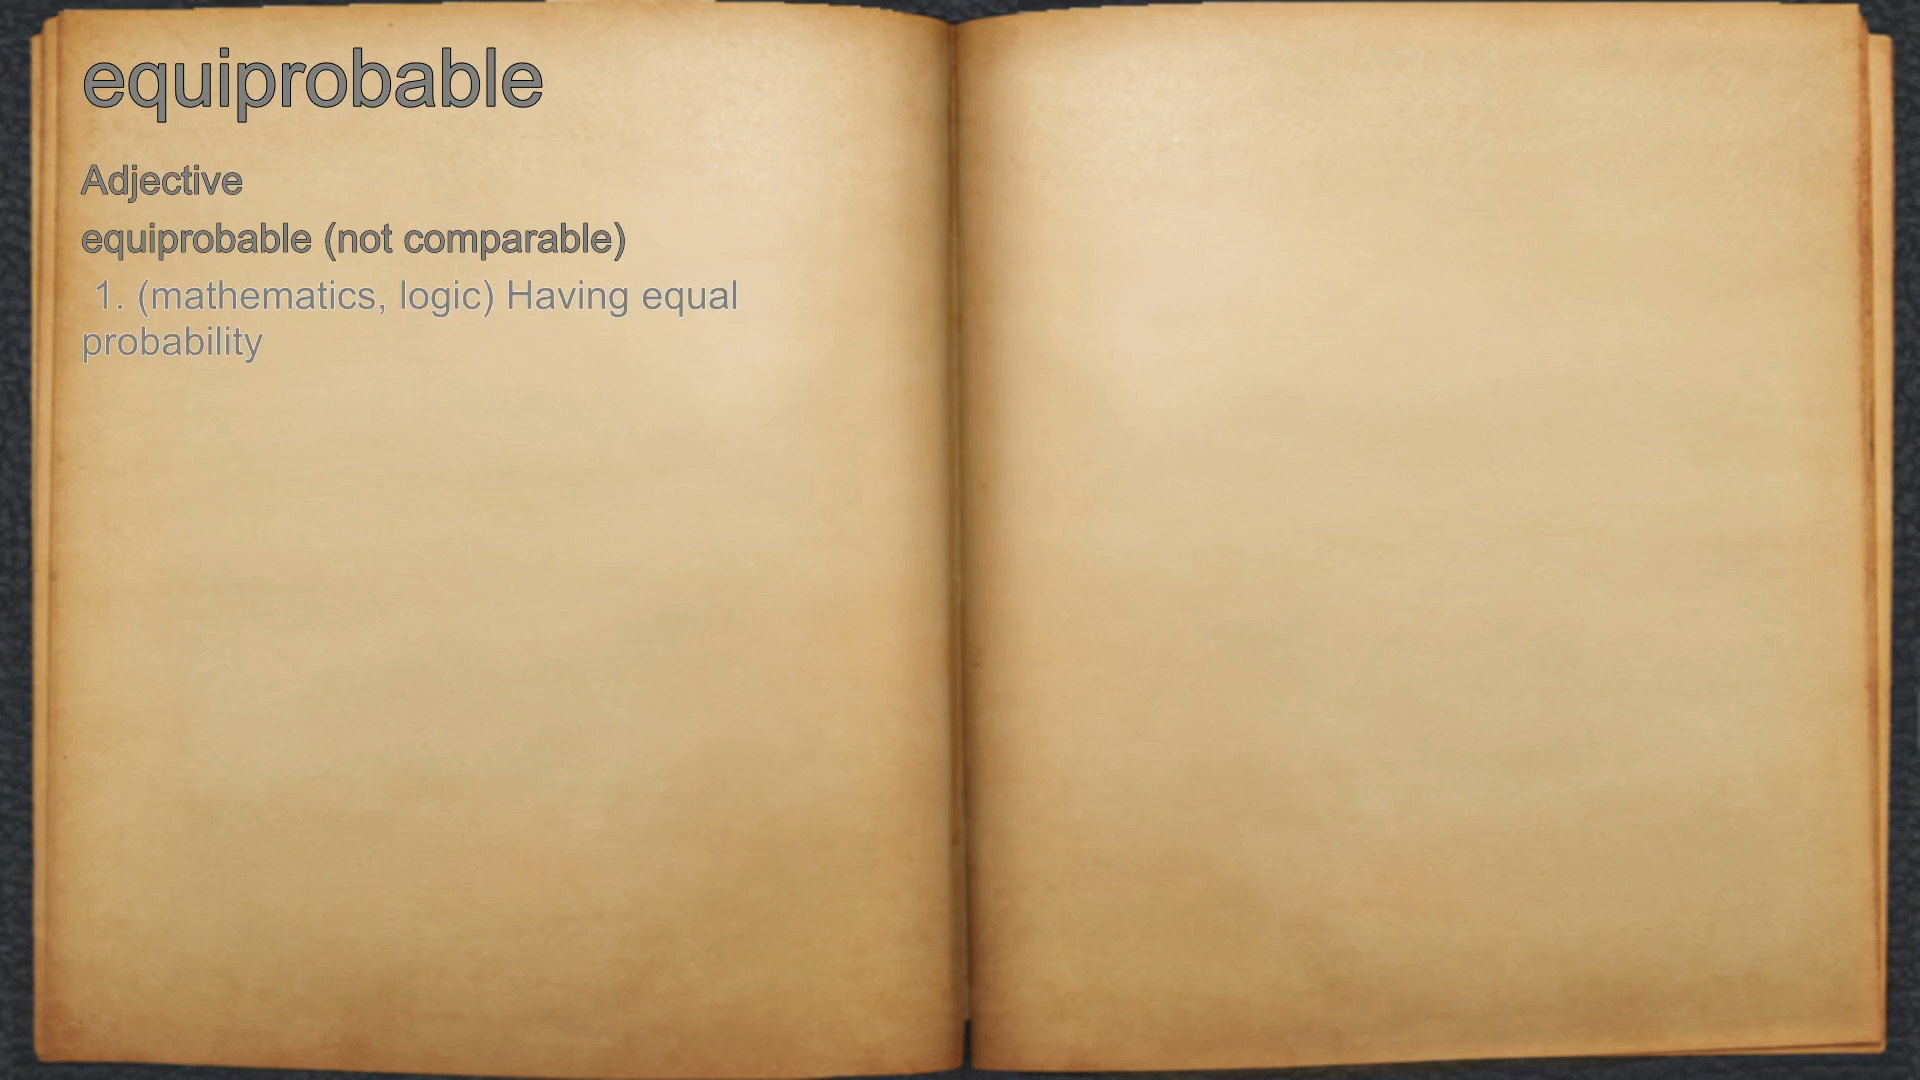 equiprobable
Adjective
equiprobable (not comparable)
1. (mathematics, logic) Having equal
probability